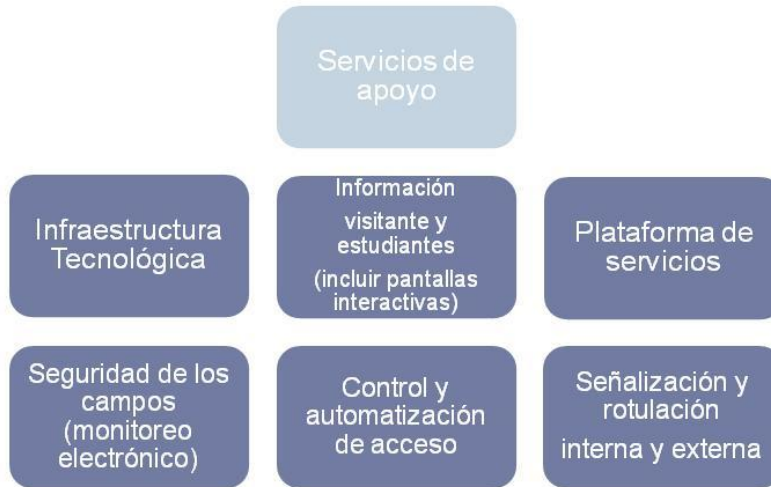 Servicios de
apoyo
Infraestructura
Tecnológica
Información
visitante y
estudiantes
(incluir pantallas
interactivas)
Plataforma de
servicios
Seguridad de los
campos
(monitoreo
electrónico)
Control y
automatización
de acceso
Señalización y
rotulación
interna y externa